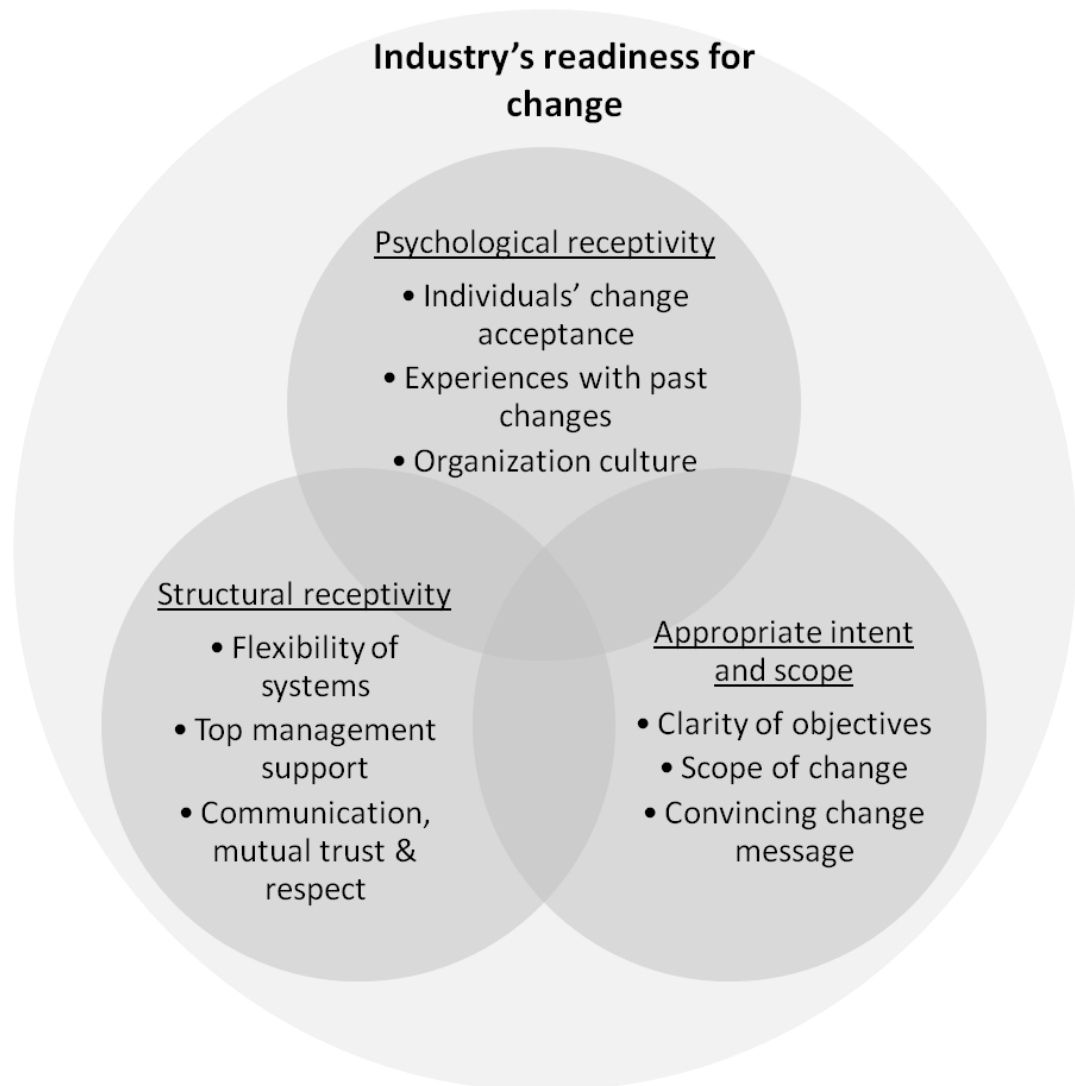 Industry’s readiness for
change
Psychological receptivity
• Individuals’ change
acceptance
• Experiences with past
changes
• Organization culture
Structural receptivity
• Flexibility of
systems
• Top management
support
• Communication,
mutual trust &
respect
Appropriate intent
and scope
• Clarity of objectives
• Scope of change
• Convincing change
message